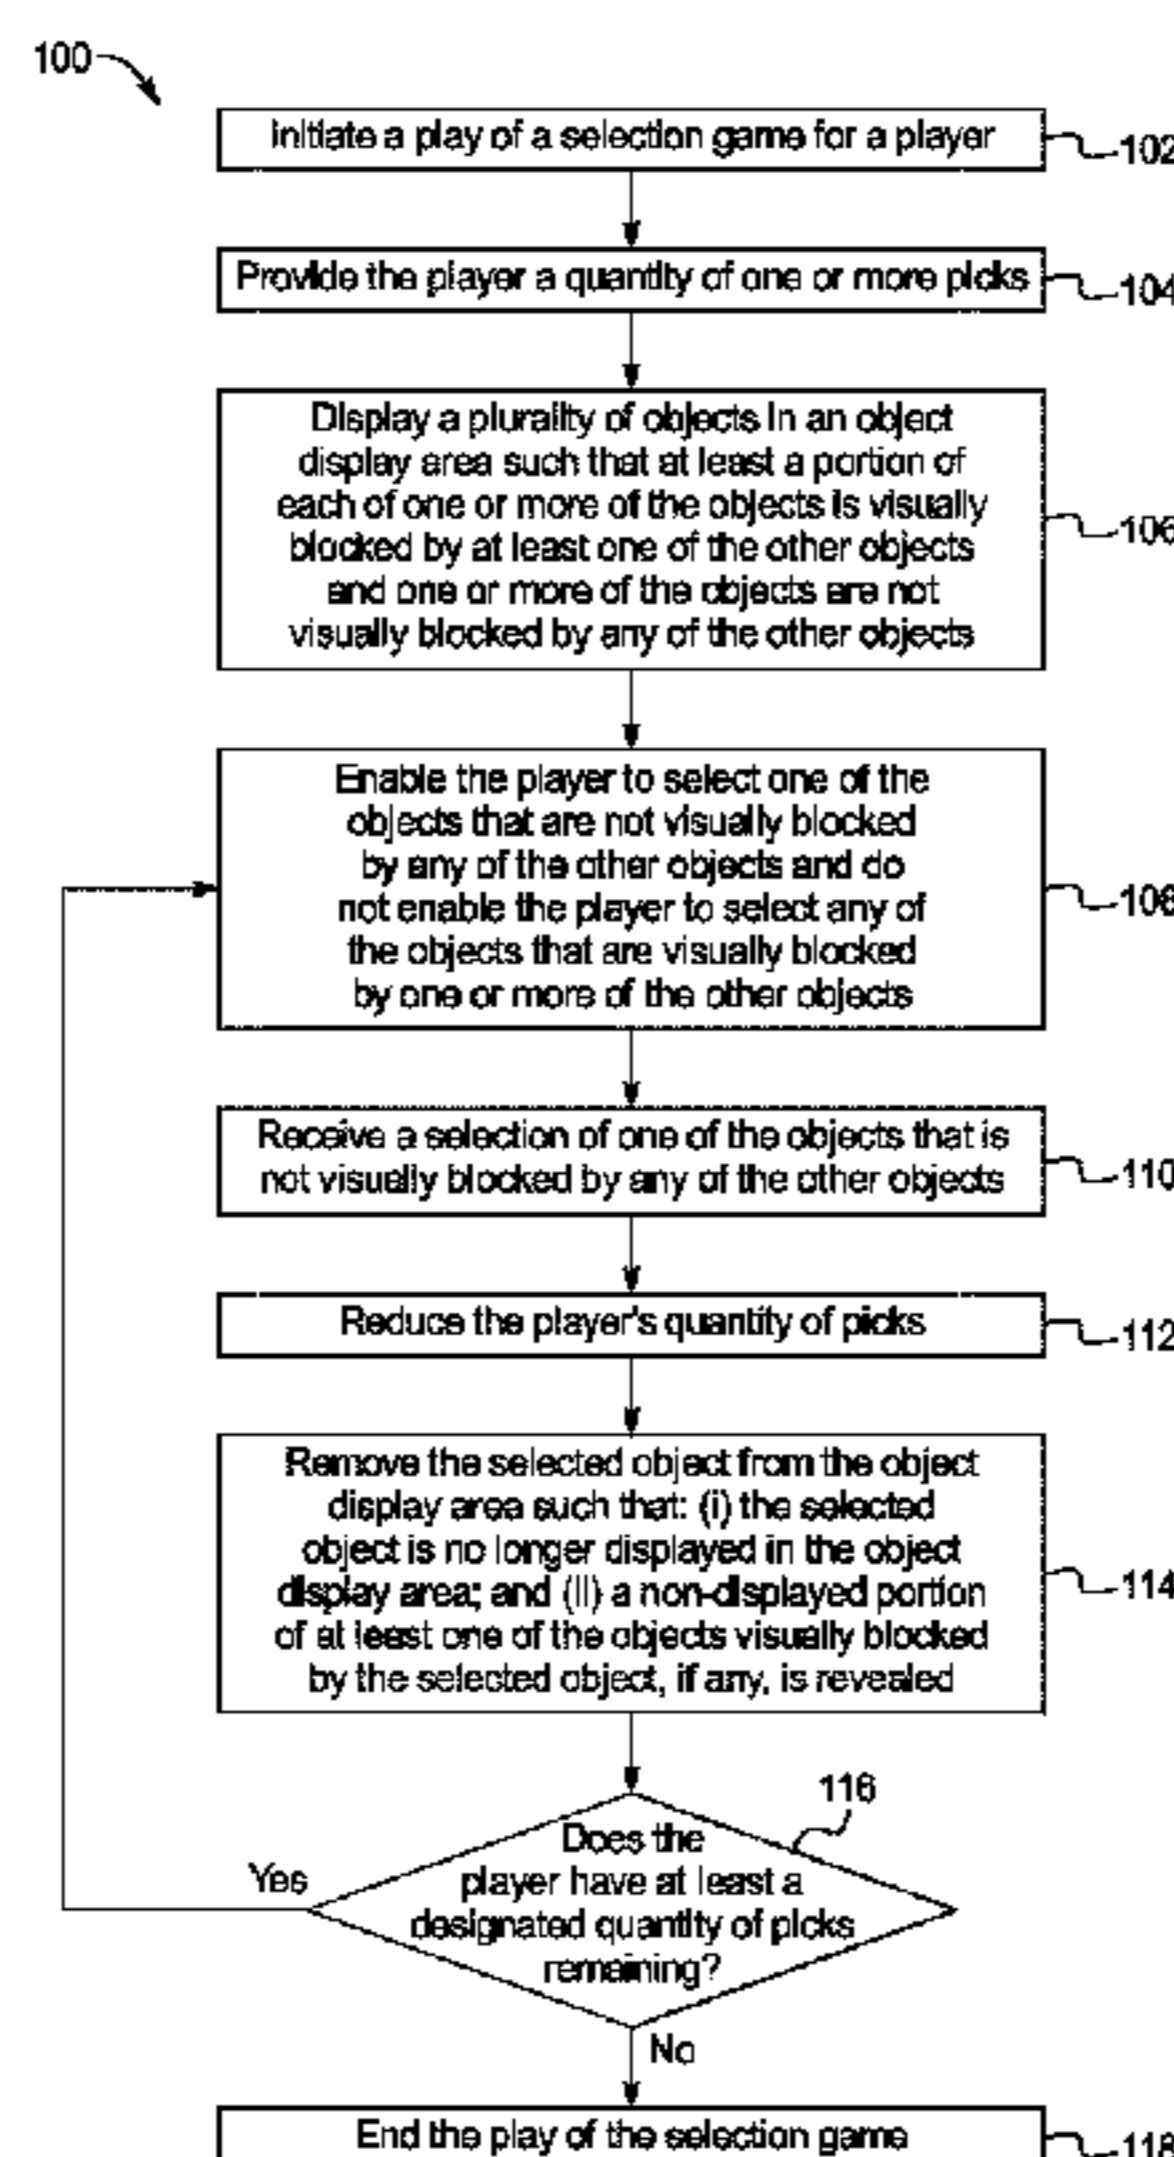 100
Initiate a play of a selection game for a player
102
Provide the player a quantity of one or more picks
104
Display a plurality of objects in an object
display area such that at least a portion of
each of one or more of the objects is visually
blocked by at least one of the other objects
and one or more of the objects are not
visually blocked by any of the other objects
106
Enable the player to select one of the
objects that are not visually blocked
by any of the other objects and do
not enable the player to select any of
the objects that are visually blocked
by one or more of the other objects
108
Receive a selection of one of the objects that is
not visually blocked by any of the other objects
110
Reduce the player's quantity of picks
112
Remove the selected object from the object
display area such that: (i) the selected
object is no longer displayed in the object
display area; and (ii) a non-displayed portion
of at least one of the objects visually blocked
by the selected object, if any, is revealed
114
116
Does the
player have at least a
designated quantity of picks
remaining?
Yes
No
End the play of the selection game
118